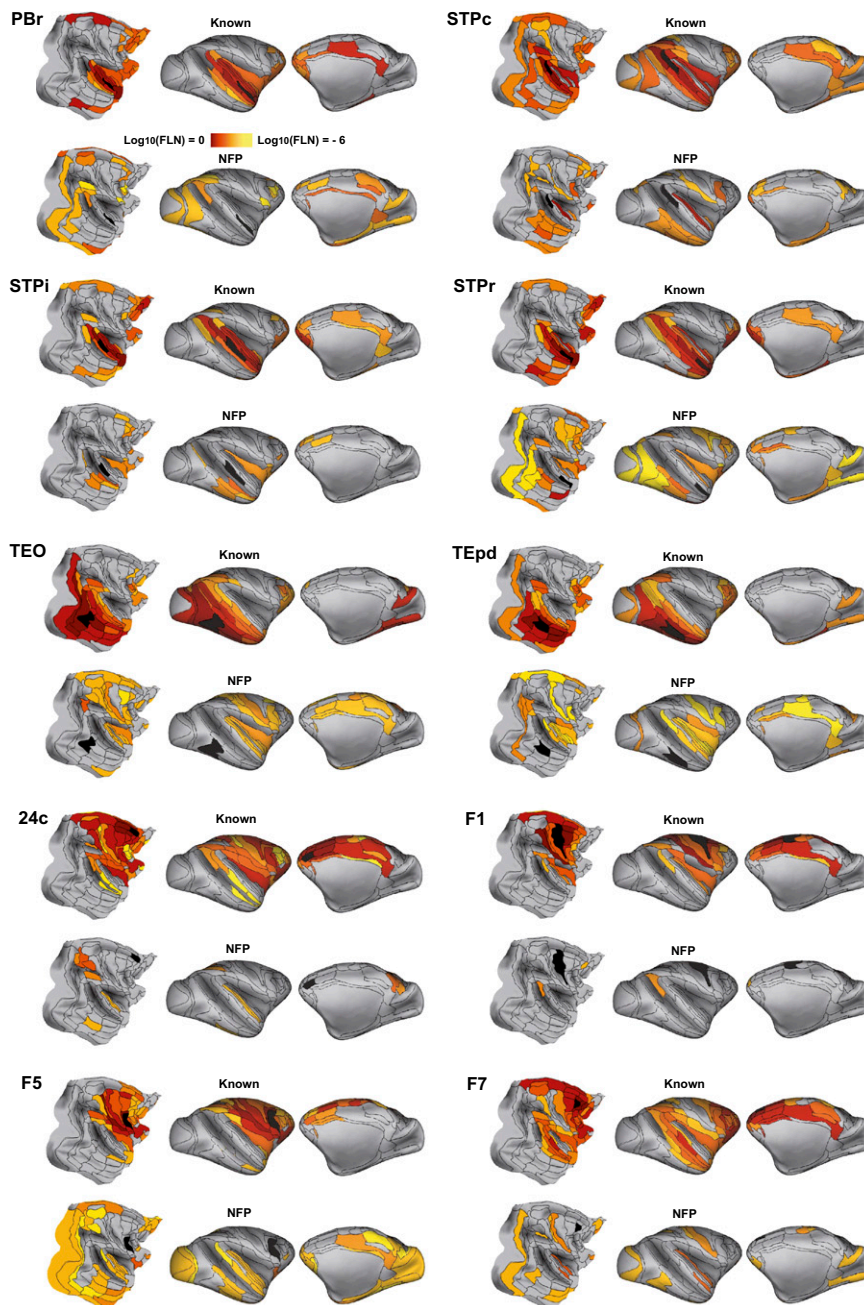 PBr Known STPc Known
Log10(FLN) = 0 Log10(FLN) = - 6
NFP NFP
STPi Known STPr Known
NFP NFP
TEO Known TEpd Known
NFP NFP
24c Known F1 Known
NFP NFP
F5 Known F7 Known
NFP NFP